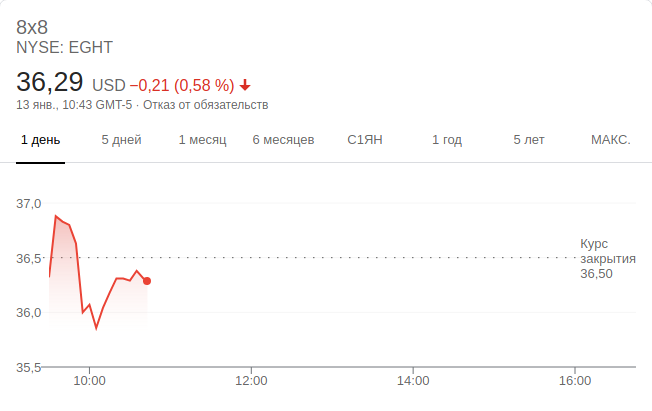 8x8
NYSE: EGHT
36,29 USD −0,21 (0,58 %)
13 янв., 10:43 GMT-5 · Отказ от обязательств
1 день 5 дней 1 месяц 6 месяцев С1ЯН 1 год 5 лет МАКС.
37,0
36,5
36,0
35,5
Курс
закрытия
36,50
10:00 12:00 14:00 16:00